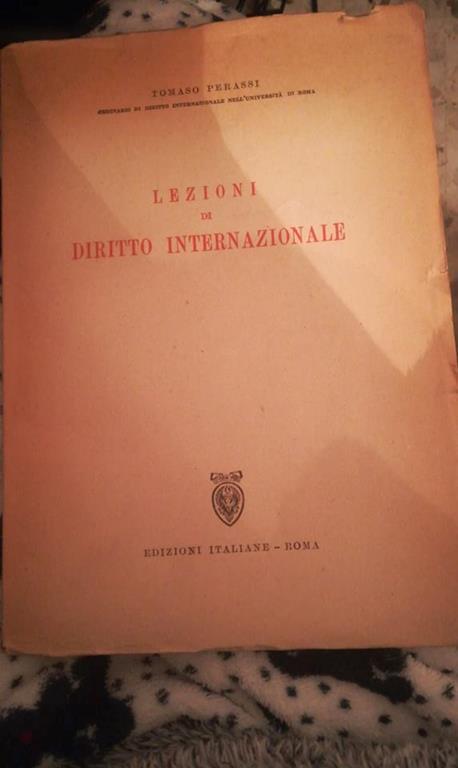 TOMASO PERASSI
ORDINARIO DI DIRITTO INTERNAZIONALE NELL'UNIVERSITÀ DI ROMA
LEZIONI
DI
DIRITTO INTERNAZIONALE
EDIZIONI ITALIANE - ROMA